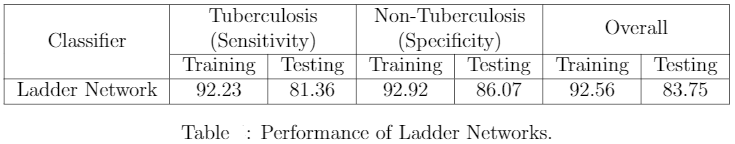 Classifier Tuberculosis (Sensitivity) Non-Tuberculosis (Specificity) Overall
Training Testing Training Testing Training Testing
Ladder Network 92.23 81.36 92.92 86.07 92.56 83.75
Table : Performance of Ladder Networks.